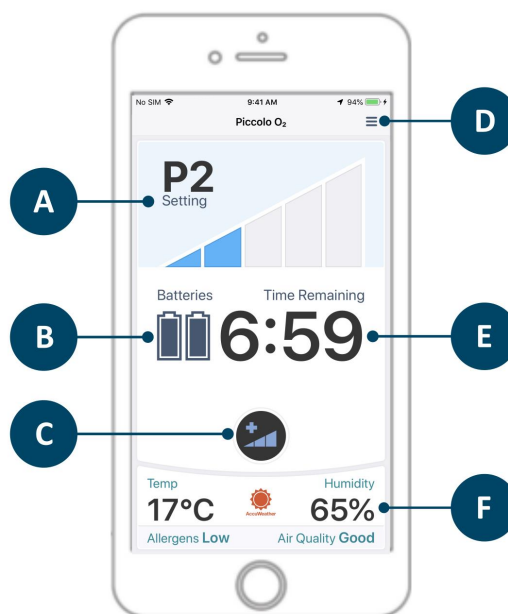 No SIM 9:41 AM 94%
Piccolo O₂
D
P2
Setting
A
Batteries Time Remaining
B
6:59
E
C
Temp Humidity
17°C AccuWeather 65%
F
Allergens Low Air Quality Good